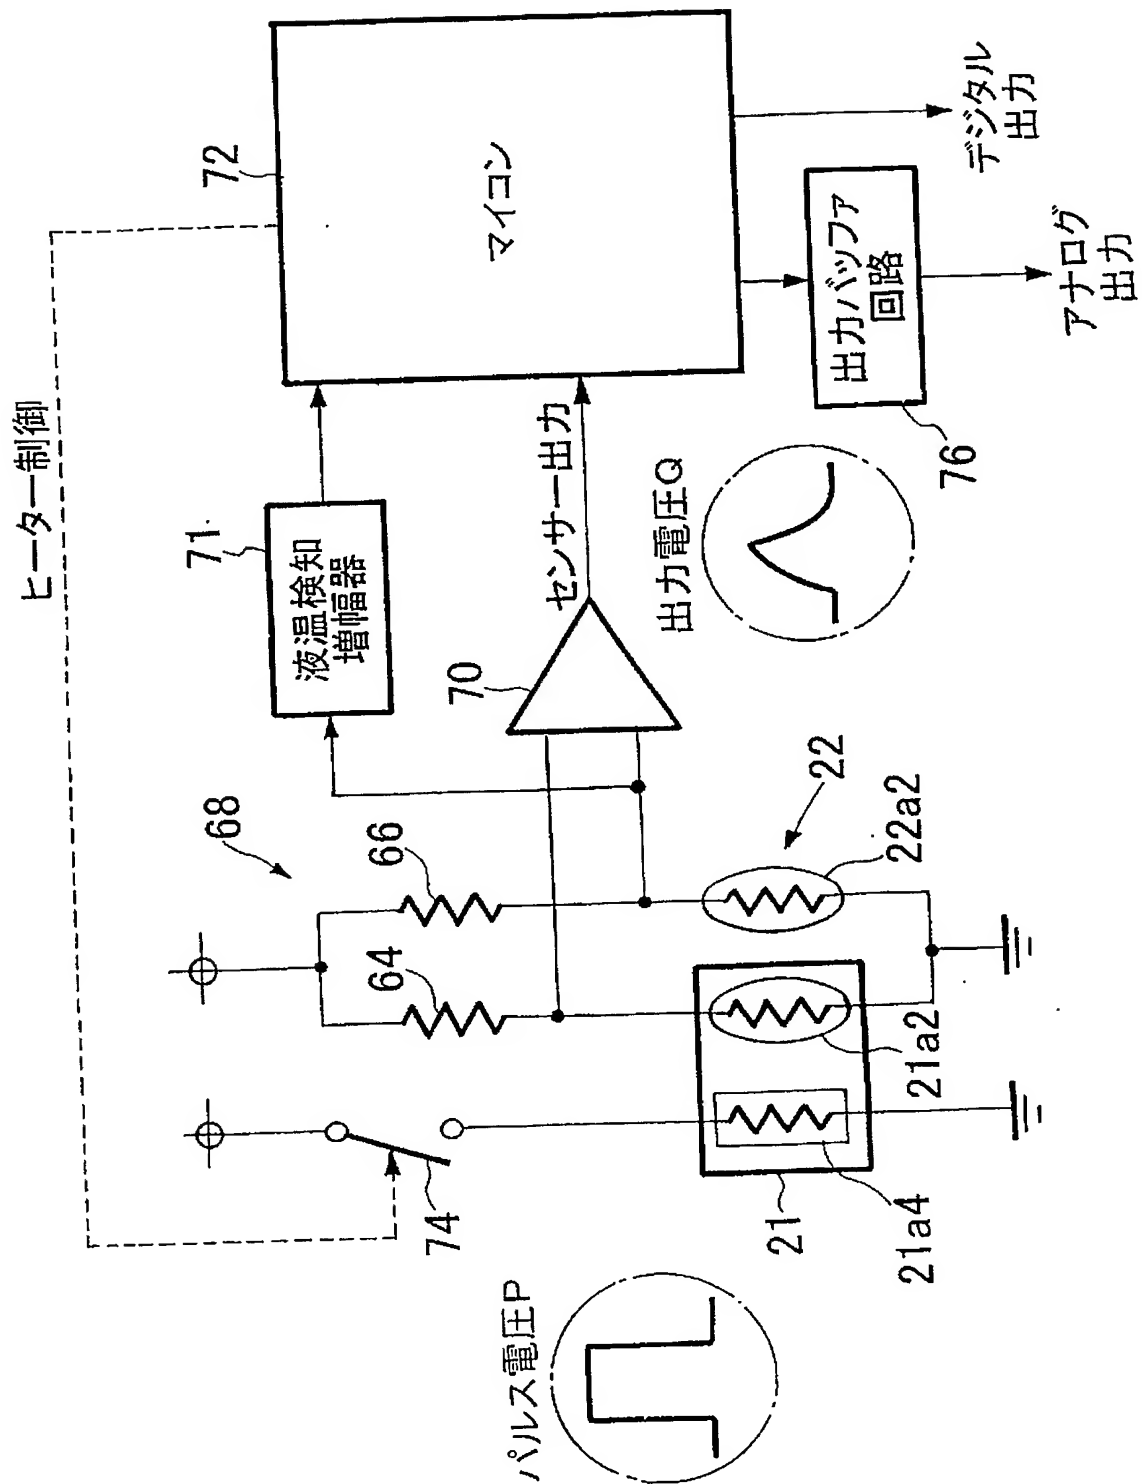 ヒーター制御
72
マイコン
71
液温検知
増幅器
センサー出力
70
68
66
64
22
22a2
21a2
21
21a4
74
パルス電圧P
出力電圧Q
76
出力バッファ
回路
デジタル
出力
アナログ
出力